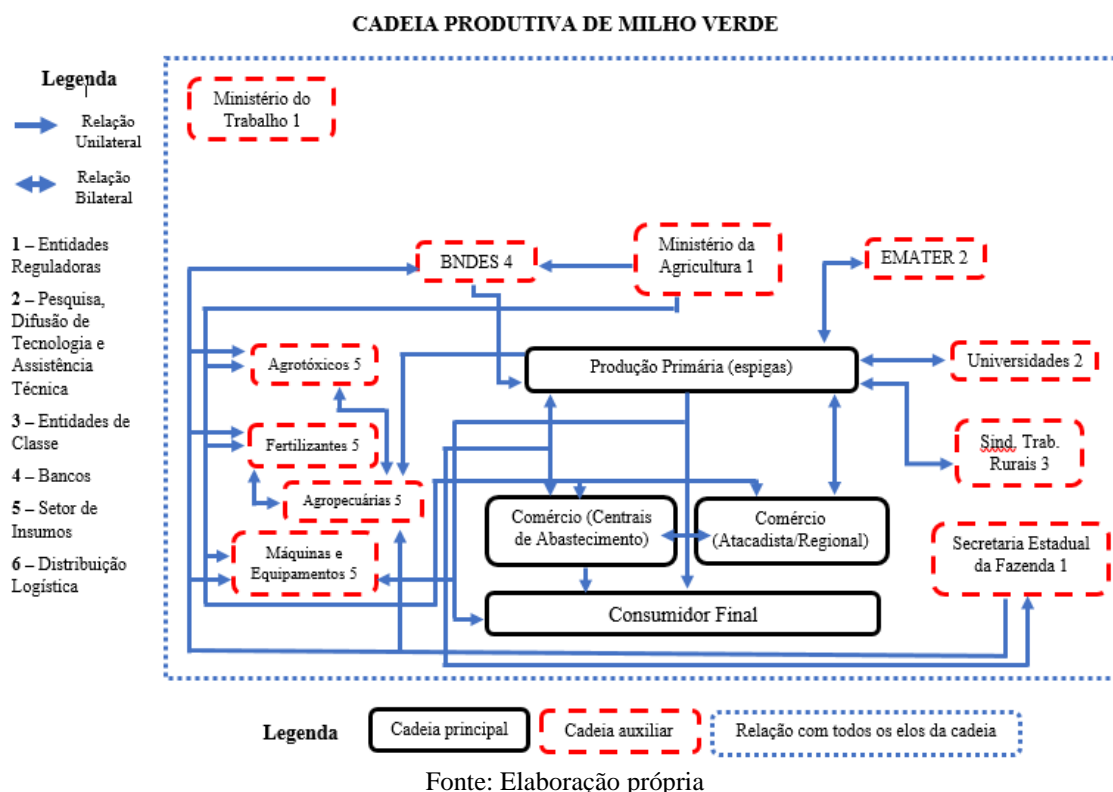 CADEIA PRODUTIVA DE MILHO VERDE
Legenda
Relação
Unilateral
Relação
Bilateral
1 – Entidades
Reguladoras
2 – Pesquisa,
Difusão de
Tecnologia e
Assistência
Técnica
3 – Entidades de
Classe
4 – Bancos
5 – Setor de
Insumos
6 – Distribuição
Logística
Ministério do
Trabalho 1
BNDES 4
Ministério da
Agricultura 1
EMATER 2
Agrotóxicos 5
Produção Primária (espigas)
Universidades 2
Fertilizantes 5
Sind. Trab.
Rurais 3
Agropecuárias 5
Comércio (Centrais
de Abastecimento)
Comércio
(Atacadista/Regional)
Máquinas e
Equipamentos 5
Secretaria Estadual
da Fazenda 1
Consumidor Final
Legenda
Cadeia principal
Cadeia auxiliar
Relação com todos os elos da cadeia
Fonte: Elaboração própria